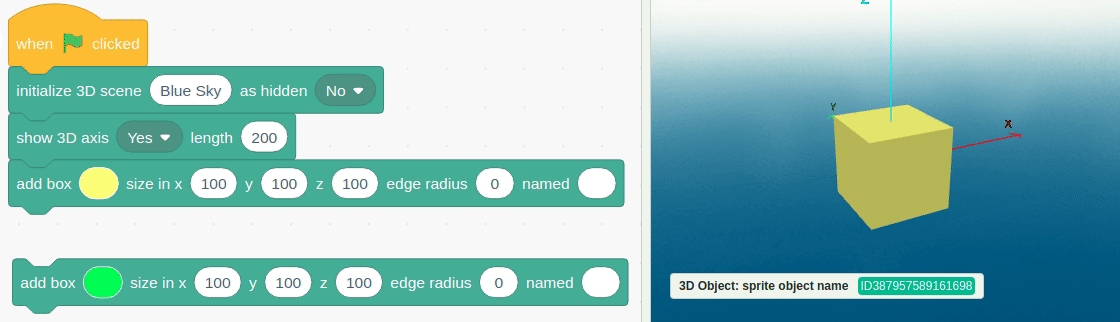 when clicked
initialize 3D scene Blue Sky as hidden No
show 3D axis Yes length 200
add box size in x 100 y 100 z 100 edge radius 0 named
add box size in x 100 y 100 z 100 edge radius 0 named
Z
Y
X
3D Object: sprite object name ID387957589161698